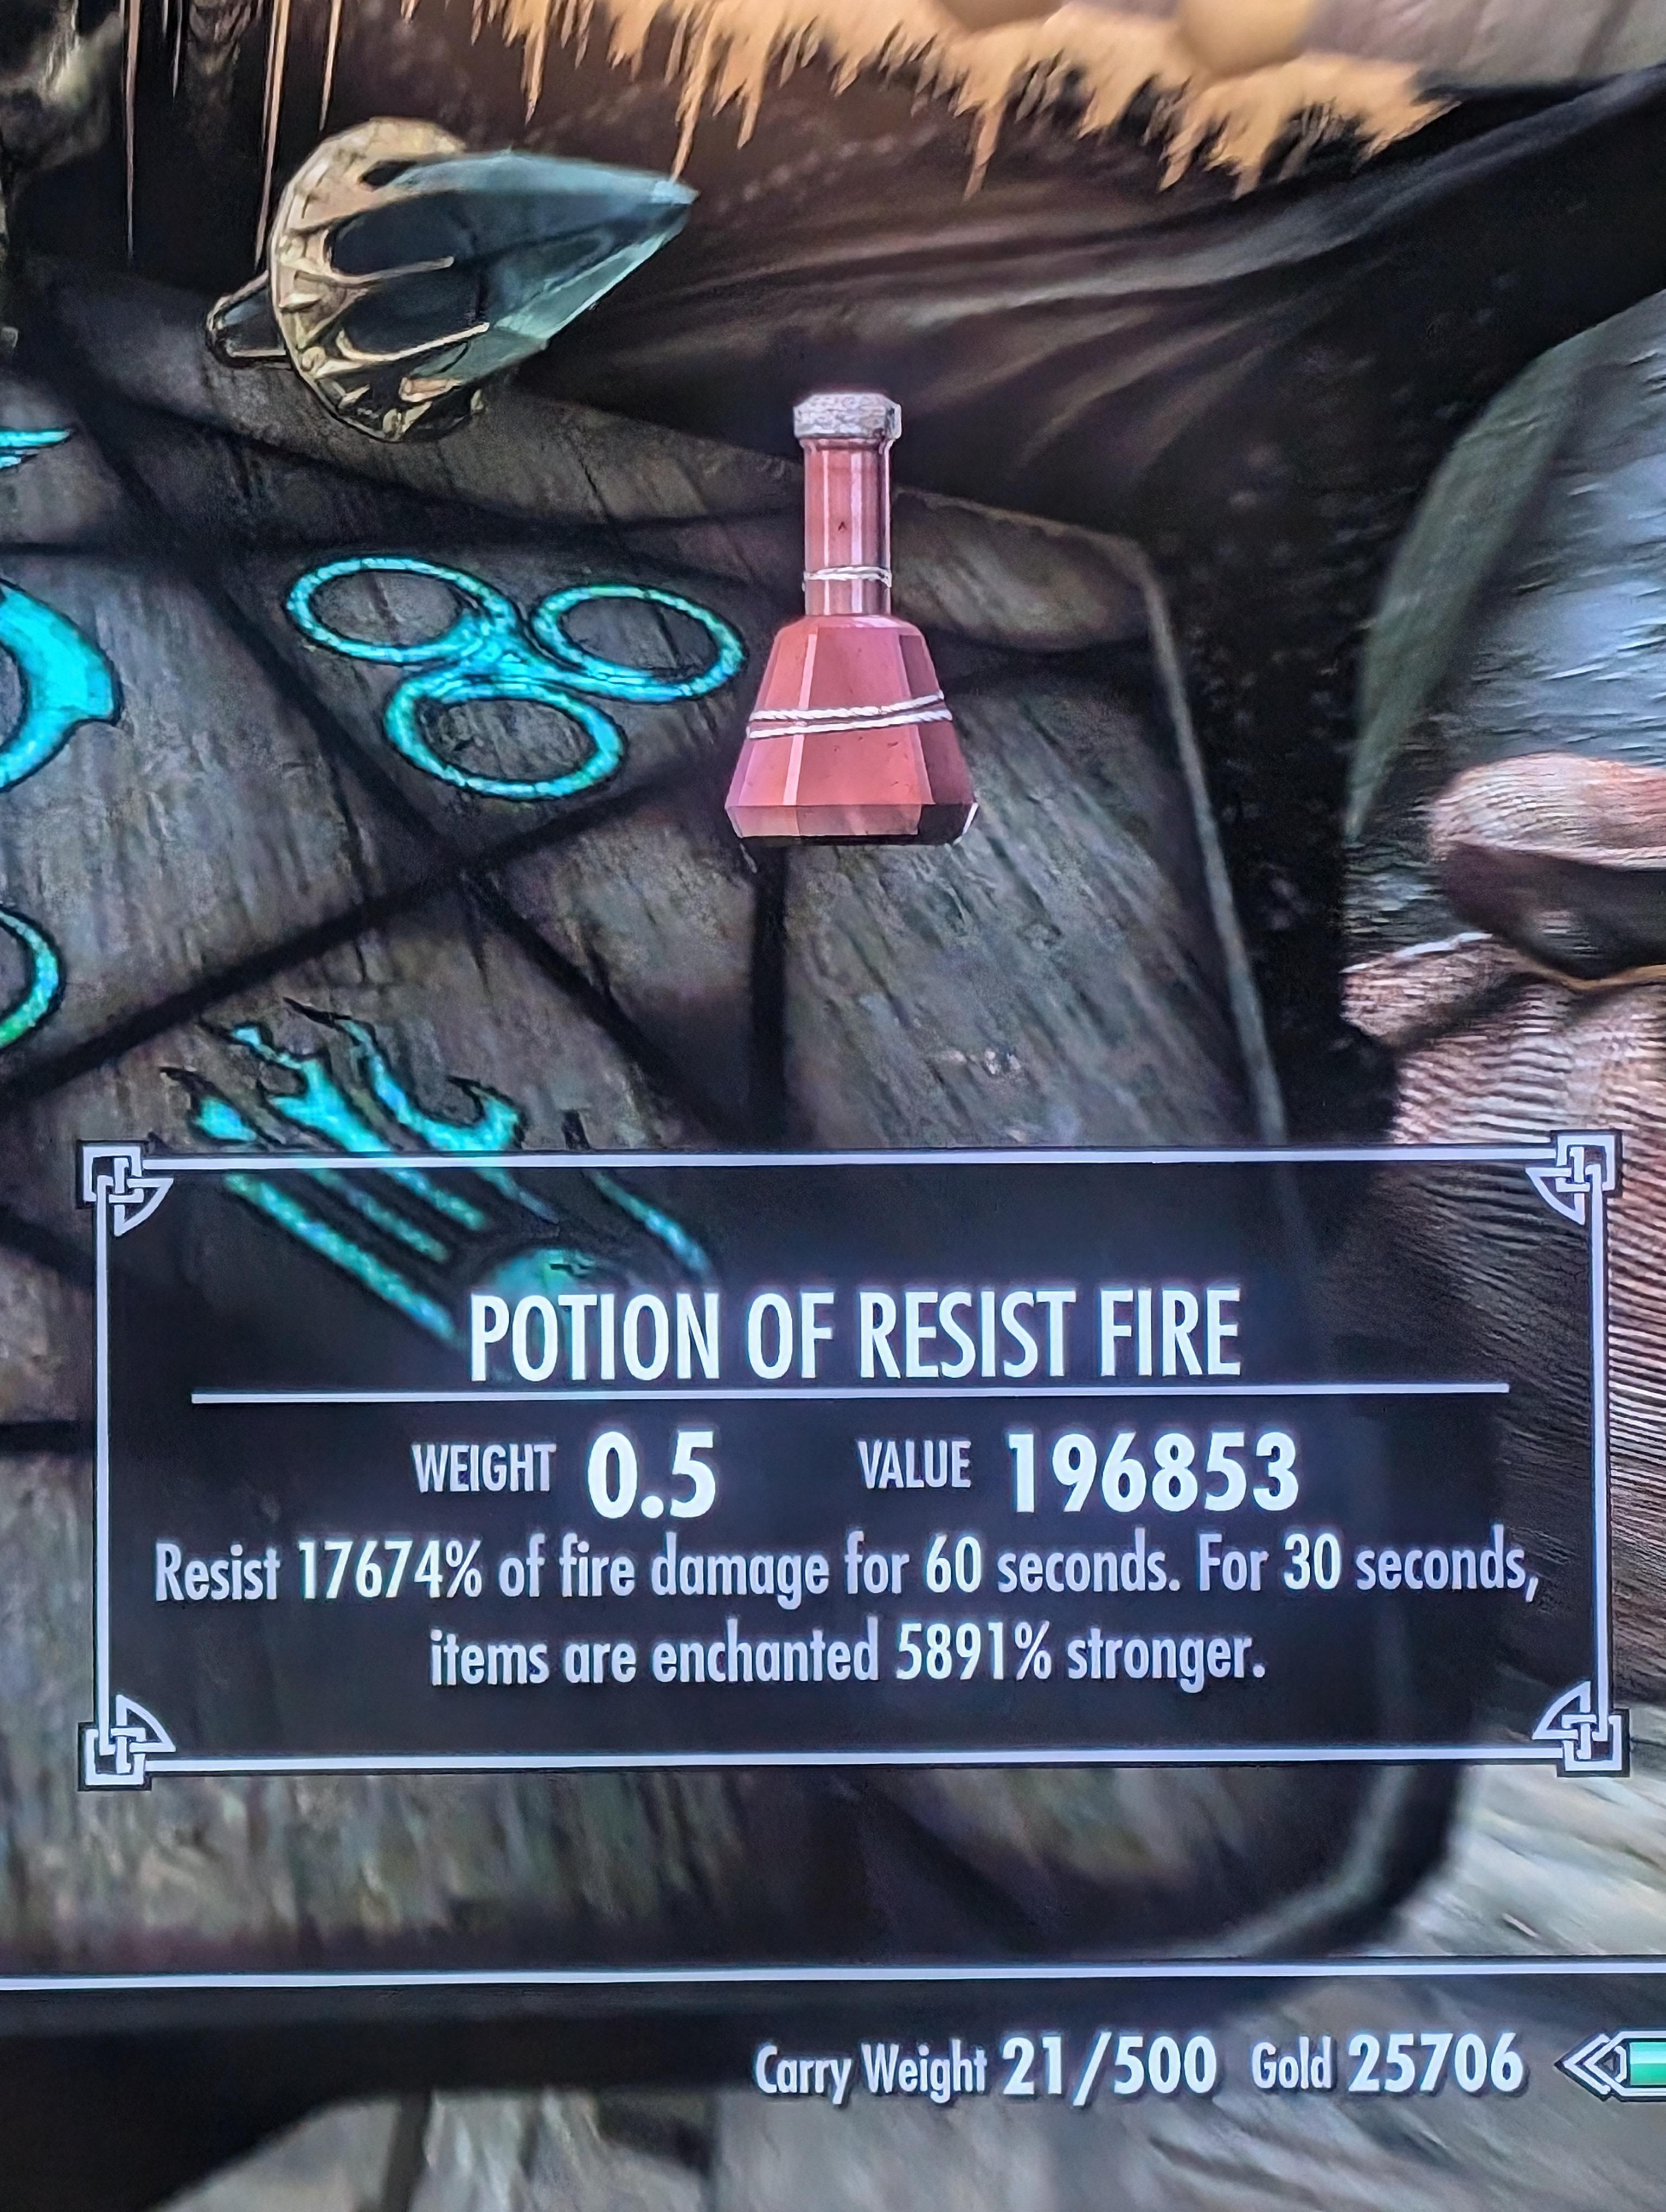 POTION OF RESIST FIRE
WEIGHT 0.5 VALUE 196853
Resist 17674% of fire damage for 60 seconds. For 30 seconds,
items are enchanted 5891% stronger.
Carry Weight 21/500 Gold 25706